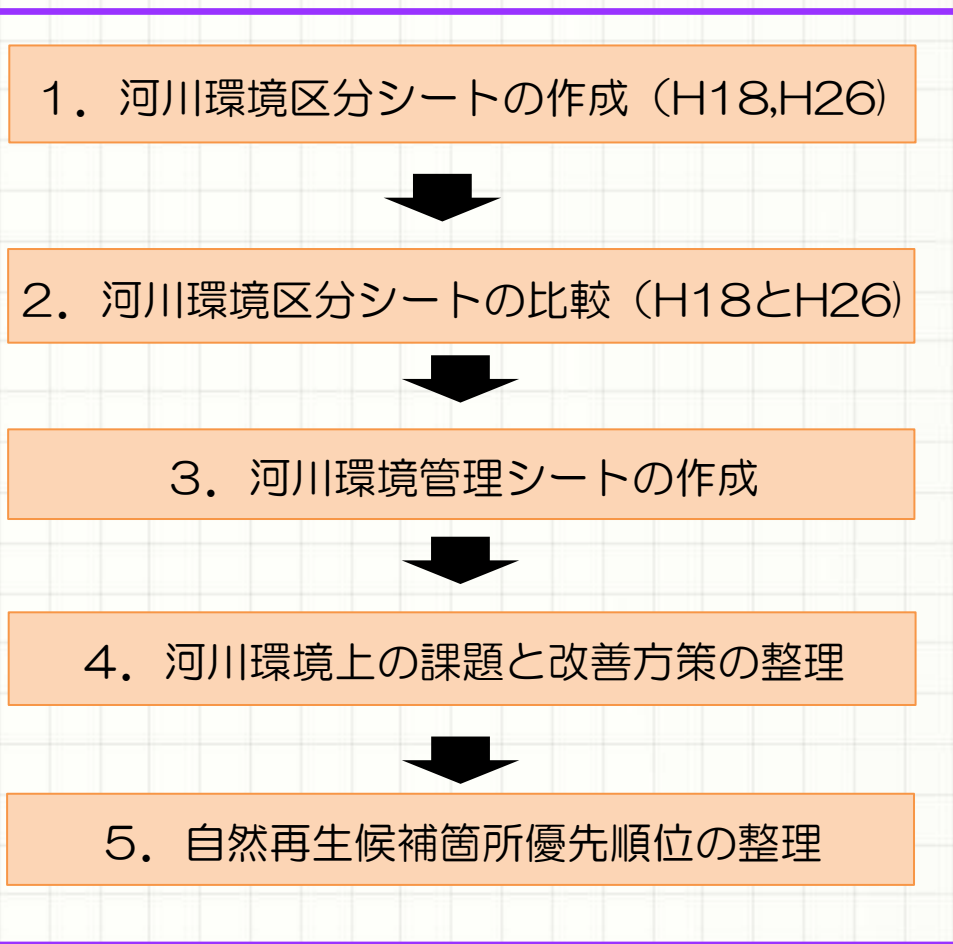 1．河川環境区分シートの作成（H18,H26)
2．河川環境区分シートの比較（H18とH26)
3．河川環境管理シートの作成
4．河川環境上の課題と改善方策の整理
5．自然再生候補箇所優先順位の整理